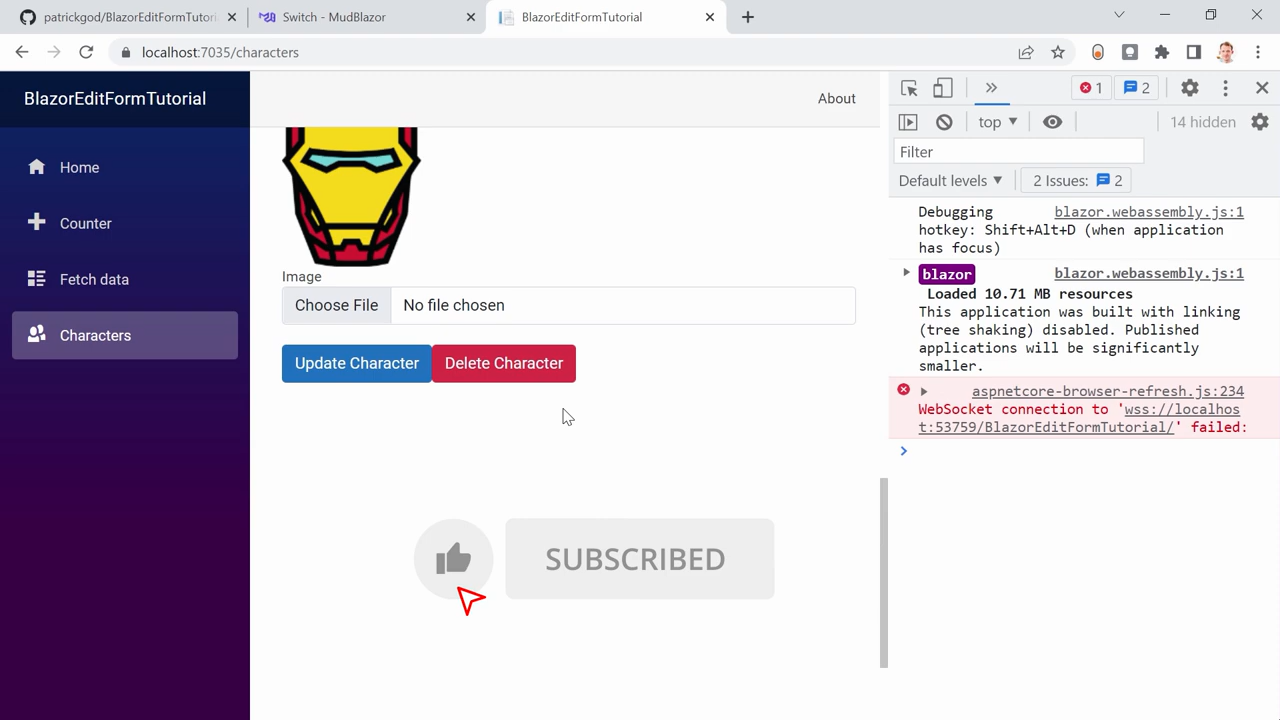 patrickgod/BlazorEditFormTutori
Switch - MudBlazor
BlazorEditFormTutorial
localhost:7035/characters
BlazorEditFormTutorial
About
Home
Counter
Fetch data
Characters
Image
Choose File No file chosen
Update Character Delete Character
SUBSCRIBED
1
2
top
14 hidden
Filter
Default levels
2 Issues: 2
Debugging blazor.webassembly.js:1
hotkey: Shift+Alt+D (when application
has focus)
blazor blazor.webassembly.js:1
Loaded 10.71 MB resources
This application was built with linking
(tree shaking) disabled. Published
applications will be significantly
smaller.
aspnetcore-browser-refresh.js:234
WebSocket connection to 'wss://localhos
t:53759/BlazorEditFormTutorial/' failed: